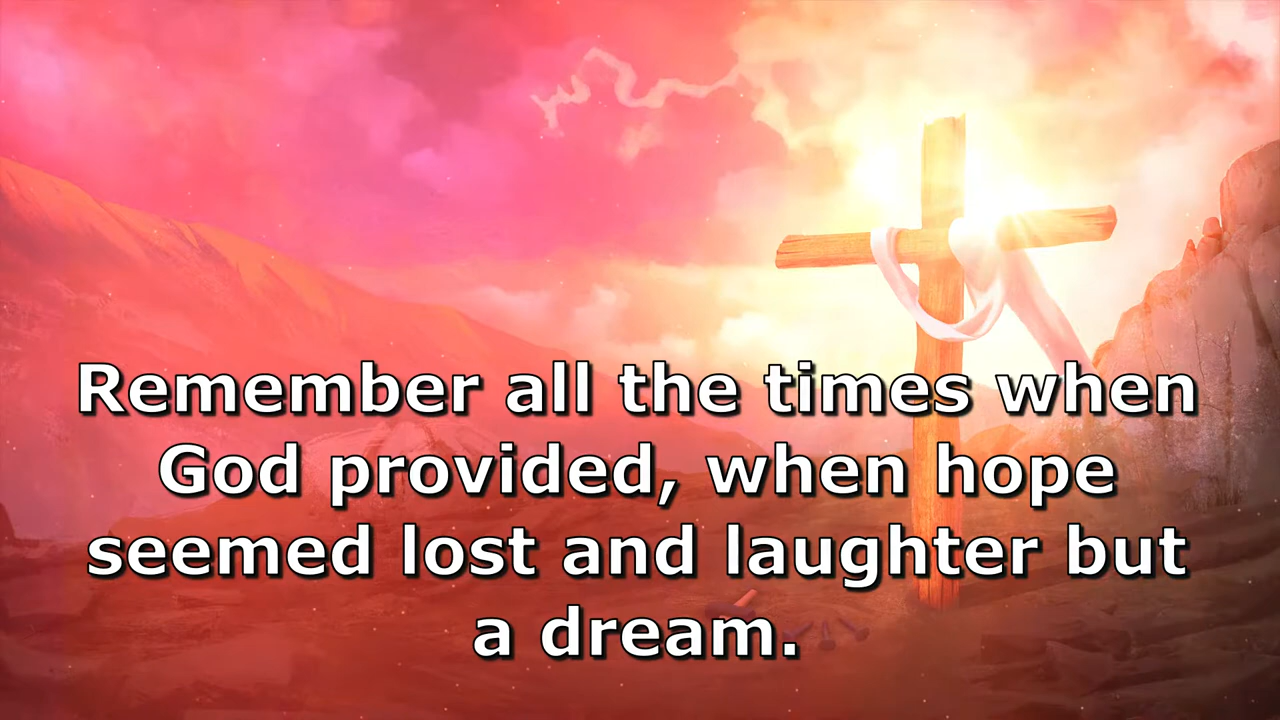 Remember all the times when
God provided, when hope
seemed lost and laughter but
a dream.